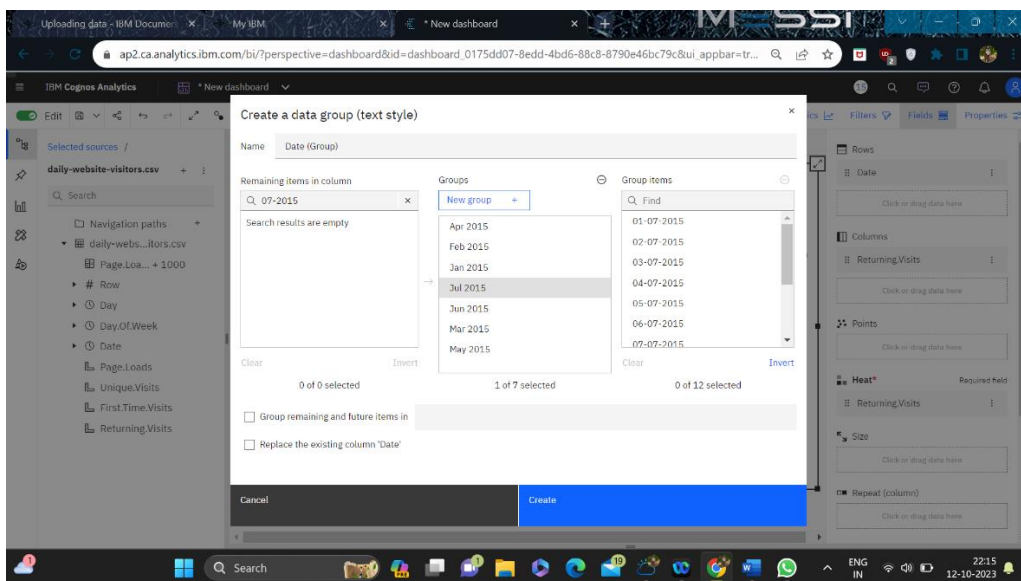 Uploading data - IBM Documen
My IBM
* New dashboard
MESSI
ap2.ca.analytics.ibm.com/bi/?perspective=dashboard&id=dashboard_0175dd07-8edd-4bd6-88c8-8790e46bc79c&ui_appbar=tr...
IBM Cognos Analytics
* New dashboard
15
Edit
Filters
Fields
Properties
Selected sources /
daily-website-visitors.csv
Search
Navigation paths
daily-webs...itors.csv
Page.Loa... + 1000
# Row
Day
Day.Of.Week
Date
Page.Loads
Unique.Visits
First.Time.Visits
Returning.Visits
Create a data group (text style)
Name
Date (Group)
Remaining items in column
07-2015
Search results are empty
Clear
Invert
0 of 0 selected
Groups
New group +
Apr 2015
Feb 2015
Jan 2015
Jul 2015
Jun 2015
Mar 2015
May 2015
1 of 7 selected
Group items
Find
01-07-2015
02-07-2015
03-07-2015
04-07-2015
05-07-2015
06-07-2015
07-07-2015
Clear
Invert
0 of 12 selected
Group remaining and future items in
Replace the existing column 'Date'
Cancel
Create
Rows
Date
Click or drag data here
Columns
Returning.Visits
Click or drag data here
Points
Click or drag data here
Heat*
Required field
Returning.Visits
Size
Click or drag data here
Repeat (column)
Click or drag data here
Search
ENG
IN
22:15
12-10-2023